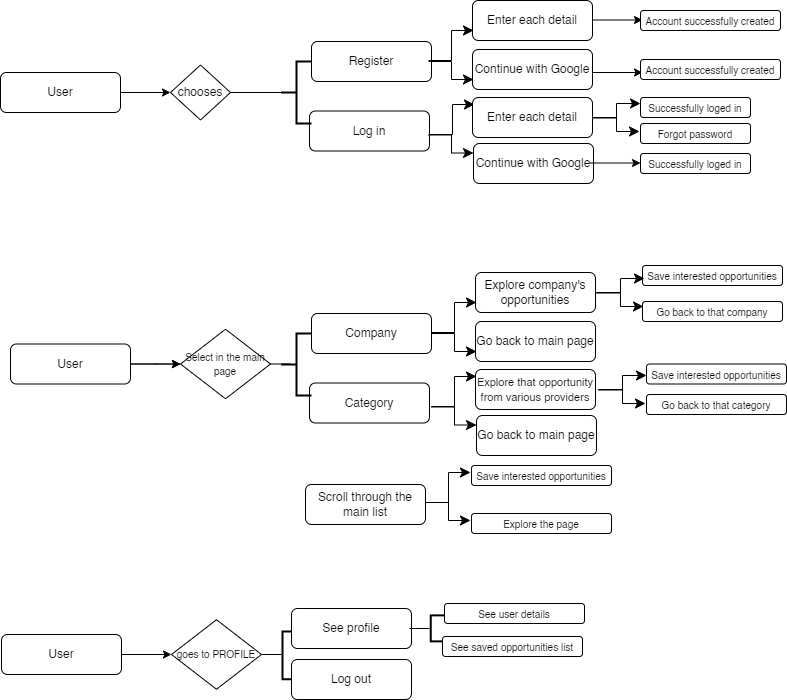 User
chooses
Register
Enter each detail
Account successfully created
Continue with Google
Account successfully created
Log in
Enter each detail
Successfully loged in
Forgot password
Continue with Google
Successfully loged in
User
Select in the main
page
Company
Explore company's
opportunities
Save interested opportunities
Go back to that company
Go back to main page
Category
Explore that opportunity
from various providers
Save interested opportunities
Go back to that category
Go back to main page
Scroll through the
main list
Save interested opportunities
Explore the page
User
goes to PROFILE
See profile
See user details
See saved opportunities list
Log out